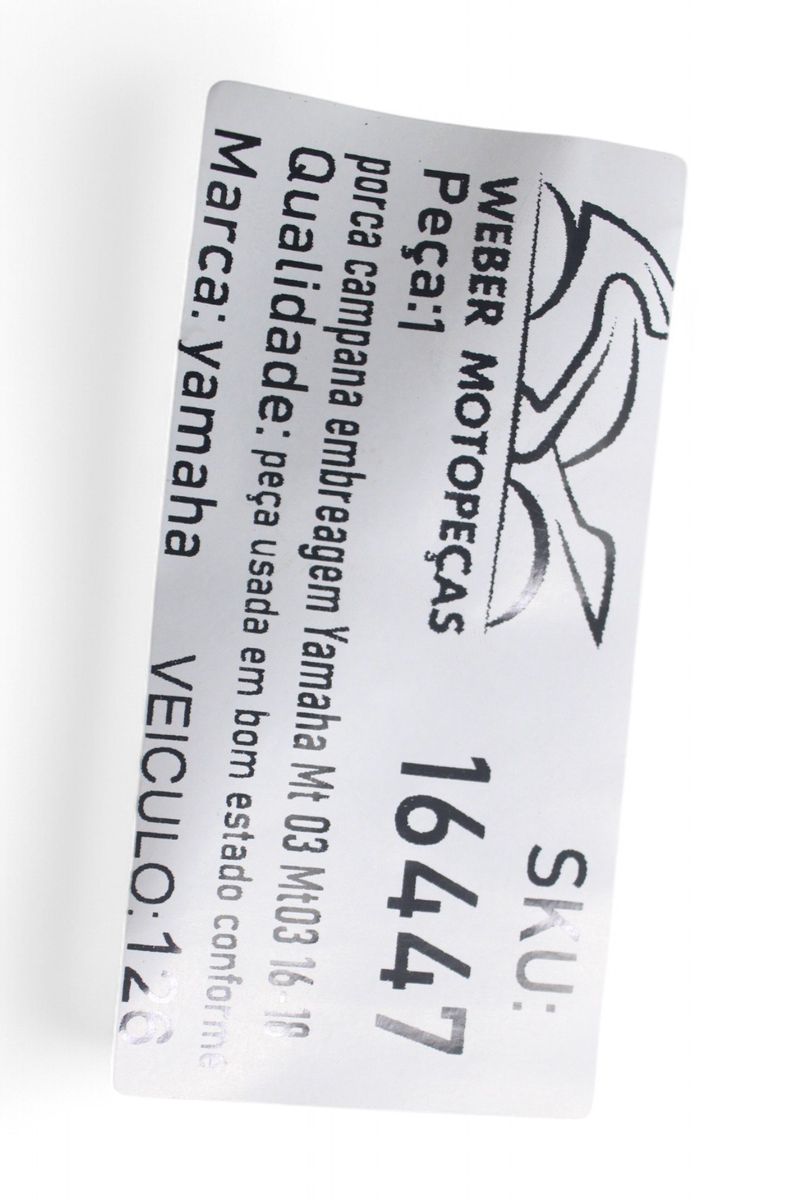 WEBER MOTOPEÇAS
SKU:
Peça:1
16447
porca campana embreagem Yamaha Mt 03 Mt03 16-18
Qualidade: peça usada em bom estado conforme
Marca: yamaha VEICULO:126